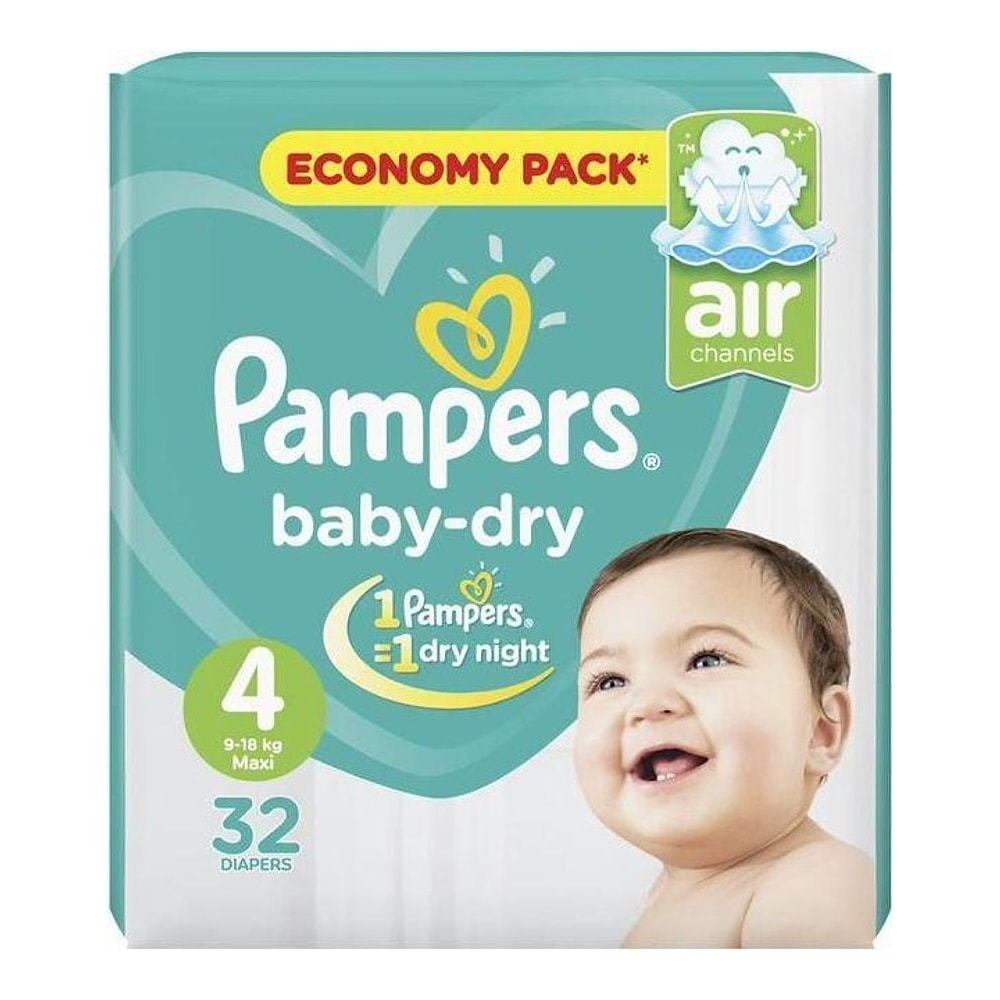 ECONOMY PACK*
TM
air
channels
Pampers®
baby-dry
1 Pampers®
=1 dry night
4
9-18 kg
Maxi
32
DIAPERS